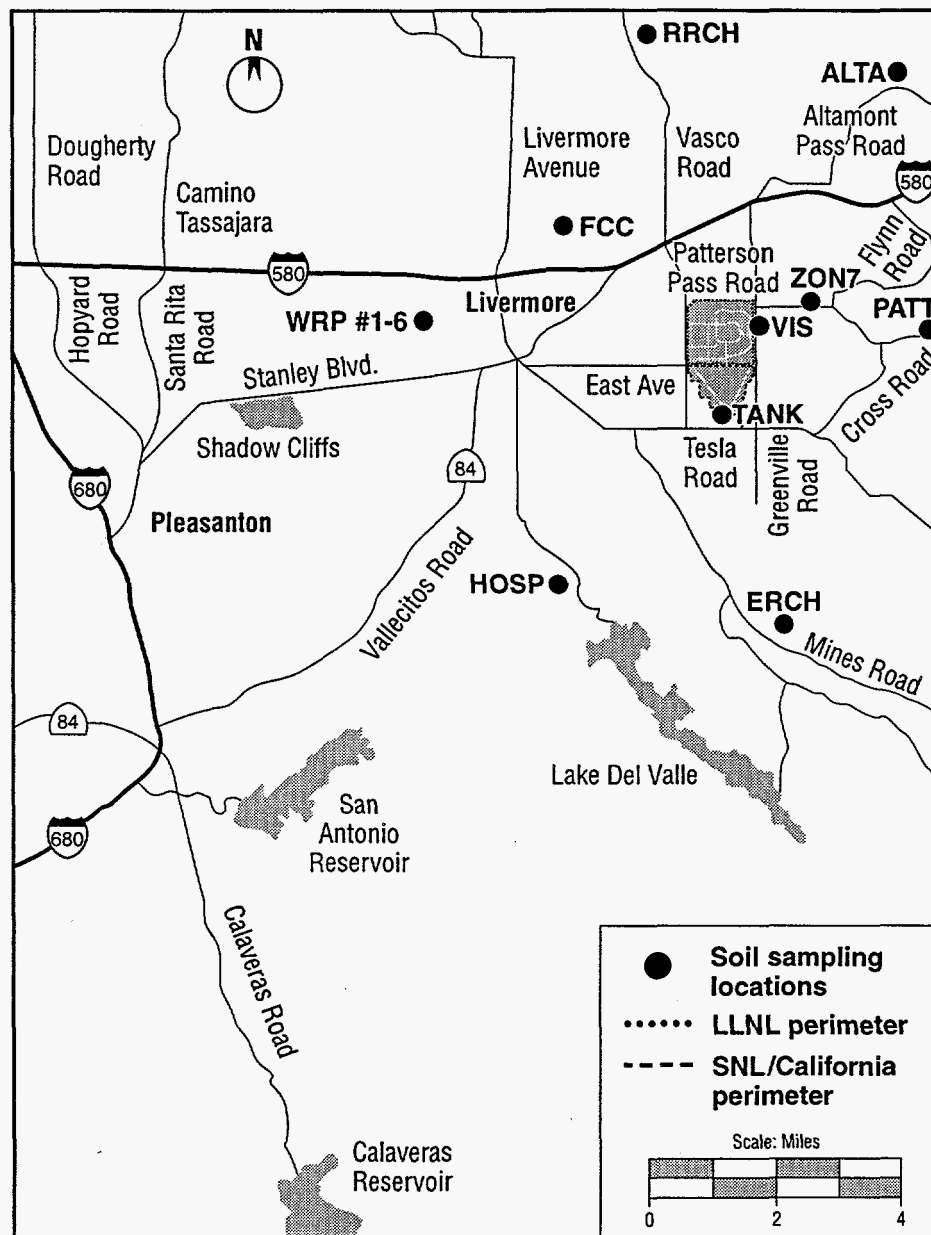 N
RRCH
ALTA
Altamont
Pass Road
Dougherty
Road
Livermore
Avenue
Vasco
Road
Camino
Tassajara
580
FCC
Flynn
Road
580
Patterson
Pass Road
ZON7
Hopyard
Road
Santa Rita
Road
Livermore
WRP #1-6
VIS
PATT
Stanley Blvd.
East Ave
Cross Road
TANK
Shadow Cliffs
84
Tesla
Road
Greenville
Road
680
Pleasanton
Vallecitos Road
HOSP
ERCH
Mines Road
84
Lake Del Valle
San
Antonio
Reservoir
680
Calaveras Road
Soil sampling
locations
LLNL perimeter
SNL/California
perimeter
Scale: Miles
0 2 4
Calaveras
Reservoir